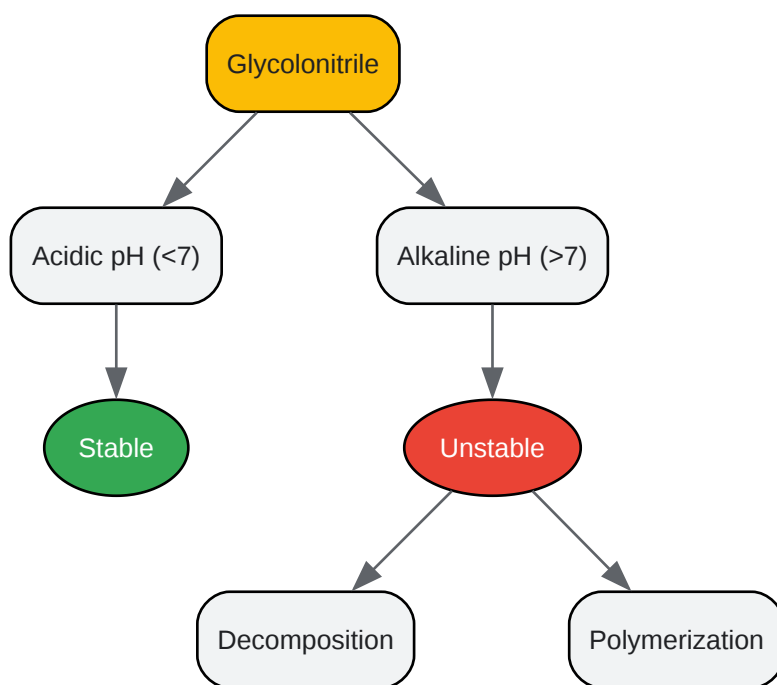 Glycolonitrile
Acidic pH (<7)
Alkaline pH (>7)
Stable
Unstable
Decomposition
Polymerization